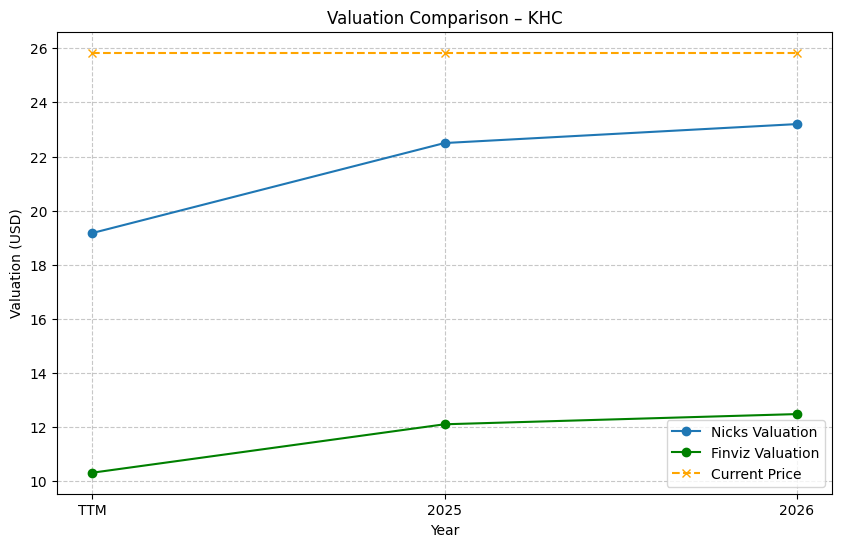 Valuation Comparison – KHC
Valuation (USD)
26
24
22
20
18
16
14
12
10
TTM
2025
2026
Year
Nicks Valuation
Finviz Valuation
Current Price